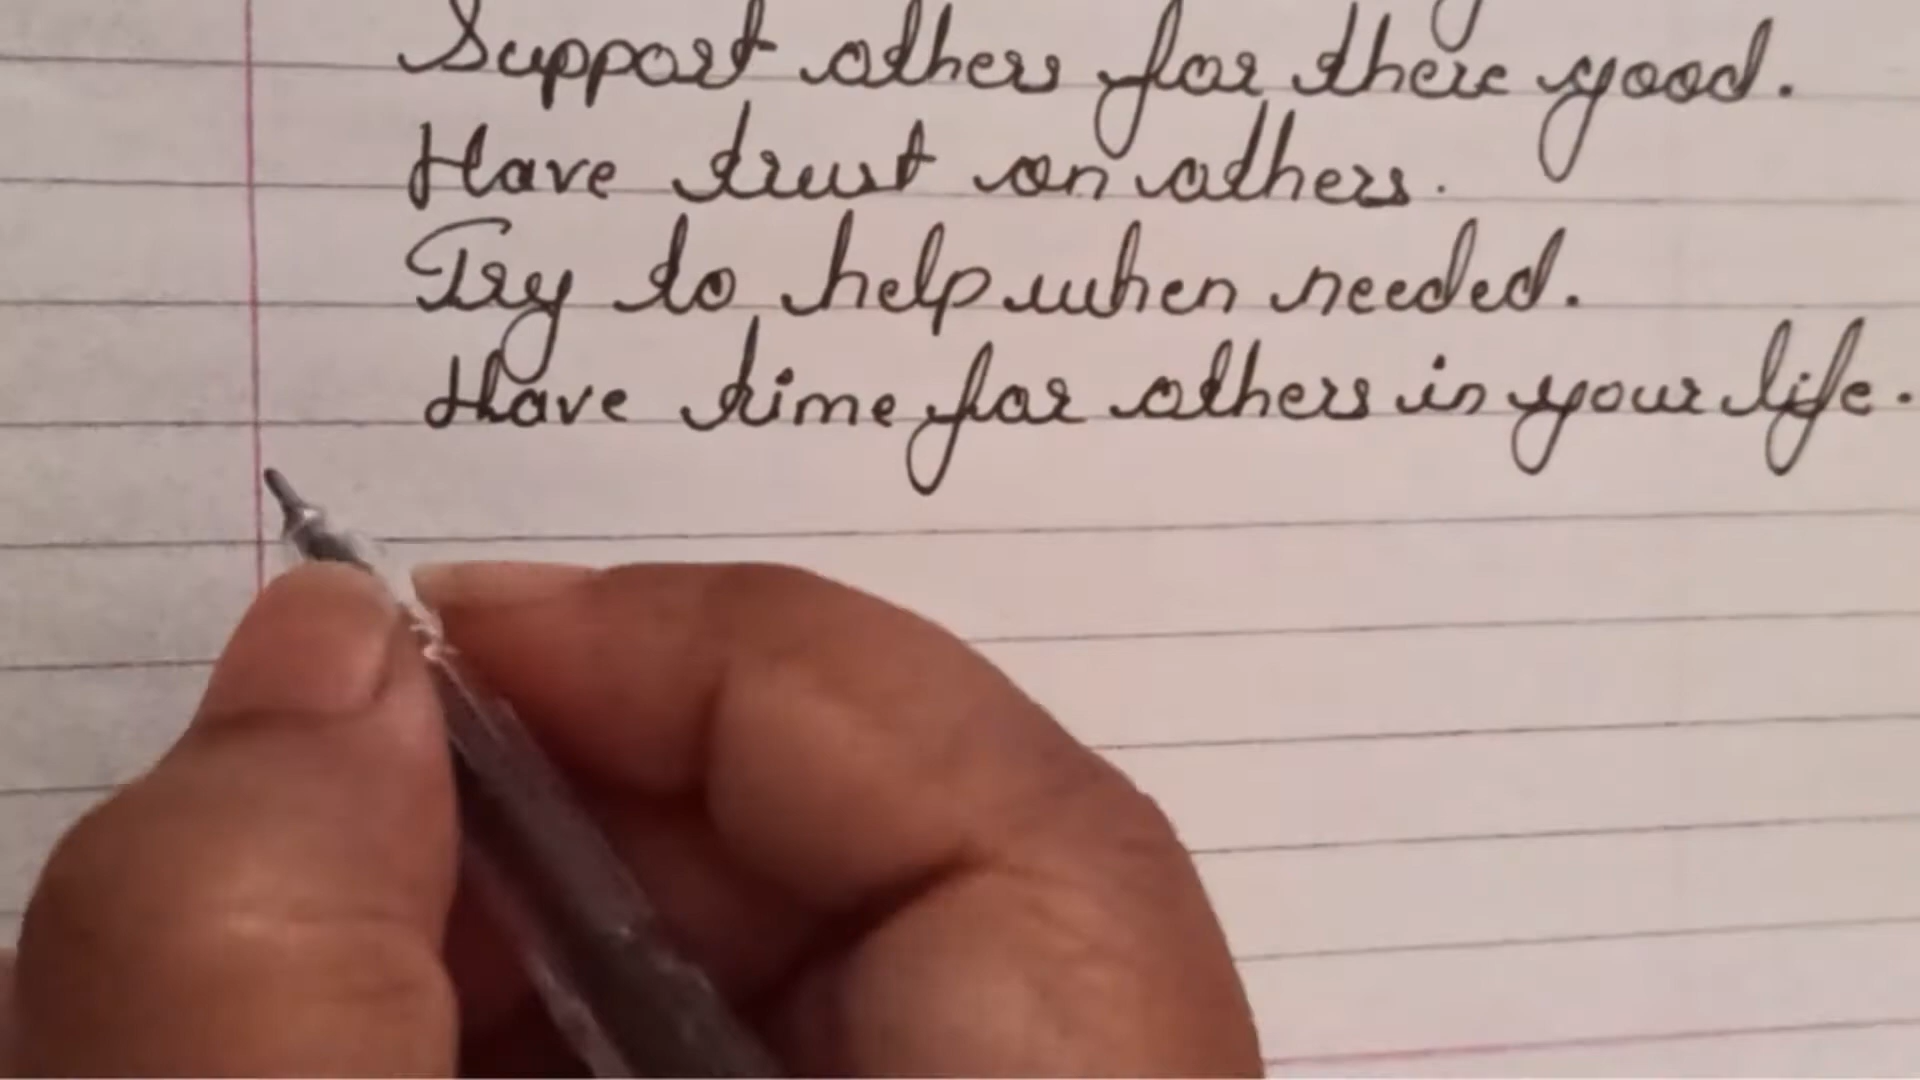 Support others for there good.
Have trust on others.
Try to help when needed.
Have time for others in your life.